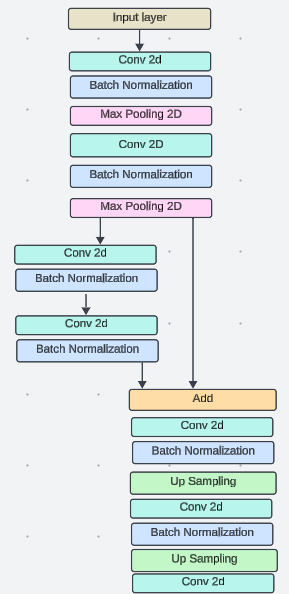 Input layer
Conv 2d
Batch Normalization
Max Pooling 2D
Conv 2D
Batch Normalization
Max Pooling 2D
Conv 2d
Batch Normalization
Conv 2d
Batch Normalization
Add
Conv 2d
Batch Normalization
Up Sampling
Conv 2d
Batch Normalization
Up Sampling
Conv 2d